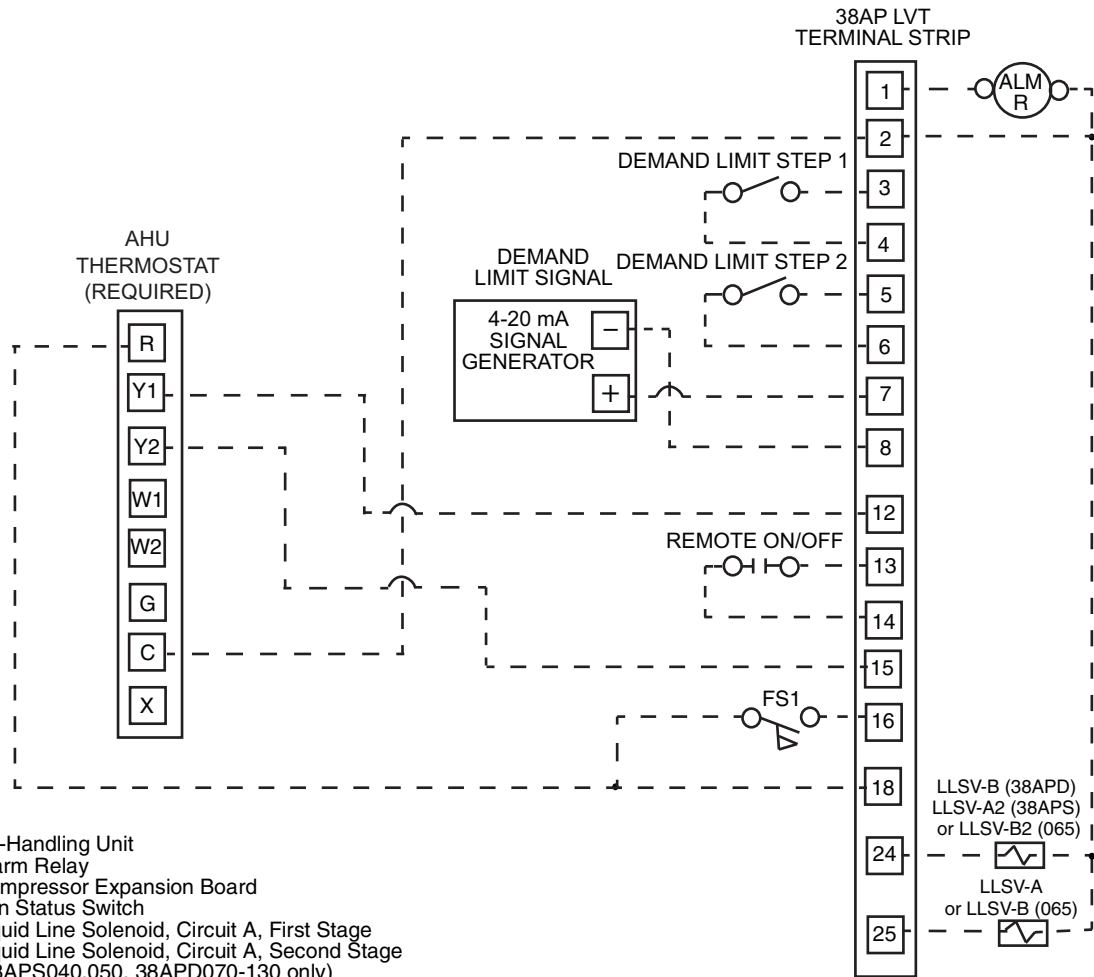 38AP LVT
TERMINAL STRIP
1
ALM
R
2
DEMAND LIMIT STEP 1
3
4
AHU
THERMOSTAT
(REQUIRED)
DEMAND
LIMIT SIGNAL
DEMAND LIMIT STEP 2
5
4-20 mA
SIGNAL
GENERATOR
−
+
6
7
8
R
Y1
Y2
W1
W2
G
C
X
12
REMOTE ON/OFF
13
14
15
FS1
16
18
LLSV-B (38APD)
LLSV-A2 (38APS)
or LLSV-B2 (065)
24
LLSV-A
or LLSV-B (065)
25
-Handling Unit
arm Relay
mpressor Expansion Board
n Status Switch
quid Line Solenoid, Circuit A, First Stage
quid Line Solenoid, Circuit A, Second Stage
8APS040,050, 38APD070-130 only)